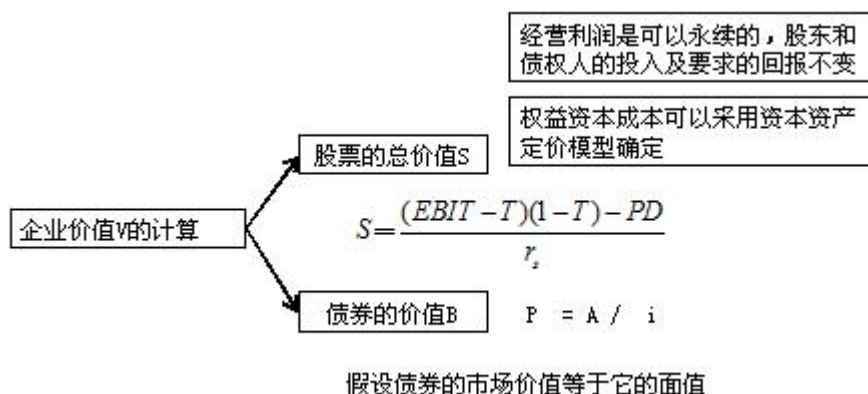 经营利润是可以永续的，股东和
债权人的投入及要求的回报不变
权益资本成本可以采用资本资产
定价模型确定
股票的总价值S
企业价值V的计算
S=\frac{(EBIT-T)(1-T)-PD}{r_s}
债券的价值B
P = A / i
假设债券的市场价值等于它的面值